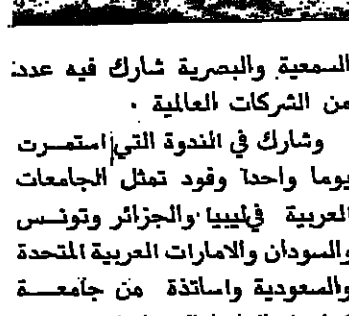 السمعية والبصرية شارك فيه عدد
من الشركات العالمية .
وشارك في الندوة التي استمرت
يوما واحدا وفود تمثل الجامعات
العربية في ليبيا والجزائر وتونس
والسودان والامارات العربية المتحدة
والسعودية واساتذة من جامعة